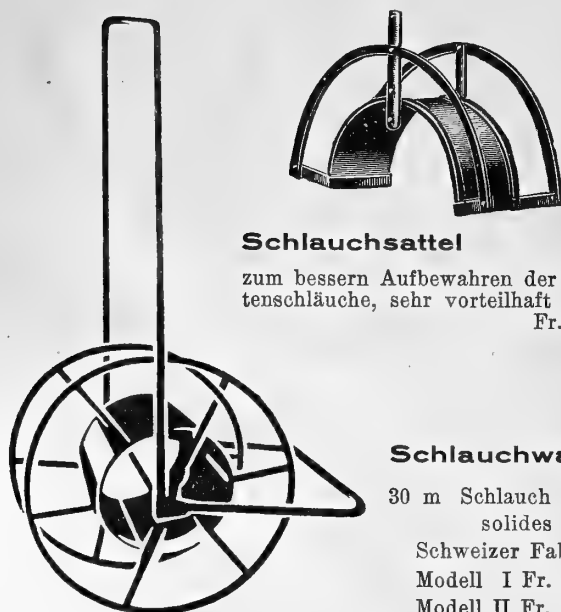 Schlauchsattel
zum bessern Aufbewahren der
tenschläuche, sehr vorteilhaft
Fr.
Schlauchwa
30 m Schlauch
solides
Schweizer Fal
Modell I Fr.
Modell II Fr.